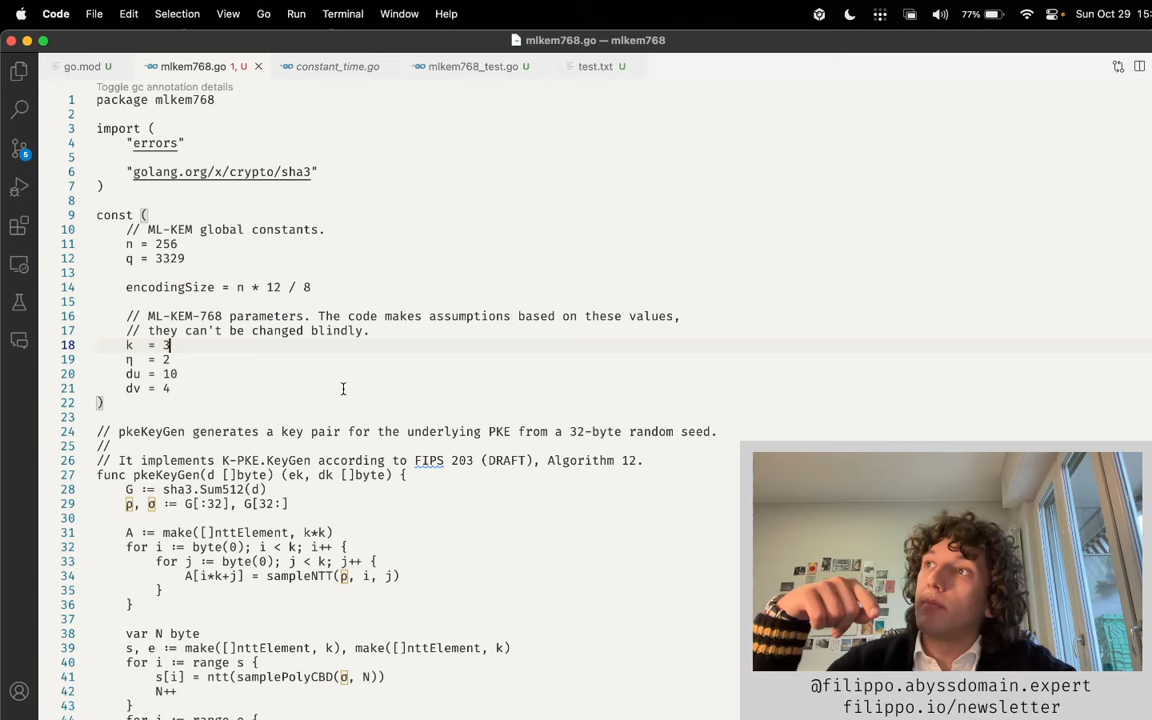 Code File Edit Selection View Go Run Terminal Window Help 77% Sun Oct 29 15:
mlkem768.go — mlkem768
go.mod U mlkem768.go 1, U constant_time.go mlkem768_test.go U test.txt U
Toggle gc annotation details
1 package mlkem768
2
3 import (
4 "errors"
5
6 "golang.org/x/crypto/sha3"
7 )
8
9 const (
10 // ML-KEM global constants.
11 n = 256
12 q = 3329
13
14 encodingSize = n * 12 / 8
15
16 // ML-KEM-768 parameters. The code makes assumptions based on these values,
17 // they can't be changed blindly.
18 k = 3
19 η = 2
20 du = 10
21 dv = 4
22 )
23
24 // pkeKeyGen generates a key pair for the underlying PKE from a 32-byte random seed.
25 //
26 // It implements K-PKE.KeyGen according to FIPS 203 (DRAFT), Algorithm 12.
27 func pkeKeyGen(d []byte) (ek, dk []byte) {
28 G := sha3.Sum512(d)
29 ρ, σ := G[:32], G[32:]
30
31 A := make([]nttElement, k*k)
32 for i := byte(0); i < k; i++ {
33 for j := byte(0); j < k; j++ {
34 A[i*k+j] = sampleNTT(ρ, i, j)
35 }
36 }
37
38 var N byte
39 s, e := make([]nttElement, k), make([]nttElement, k)
40 for i := range s {
41 s[i] = ntt(samplePolyCBD(σ, N))
42 N++
43 }
44 for i := range e {
5
@filippo.abyssdomain.expert
filippo.io/newsletter